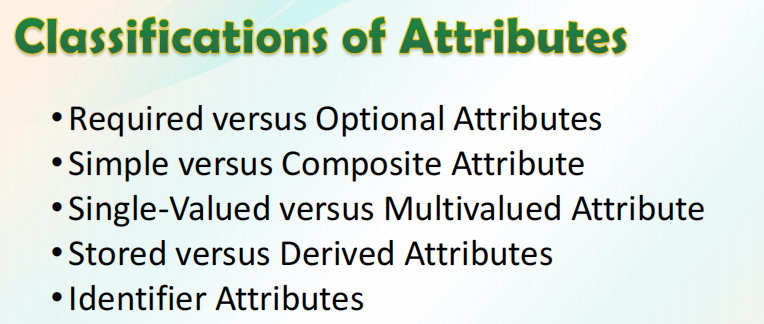 Classifications of Attributes
• Required versus Optional Attributes
• Simple versus Composite Attribute
• Single-Valued versus Multivalued Attribute
• Stored versus Derived Attributes
• Identifier Attributes